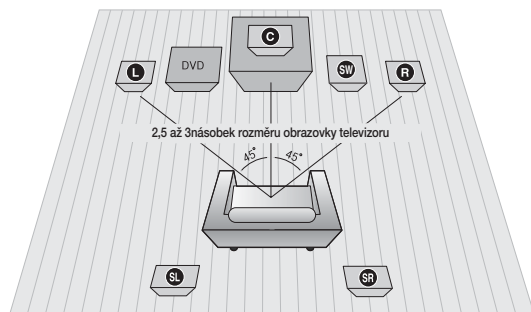 C
L
DVD
SW
R
2,5 až 3násobek rozměru obrazovky televizoru
45˚
45˚
SL
SR